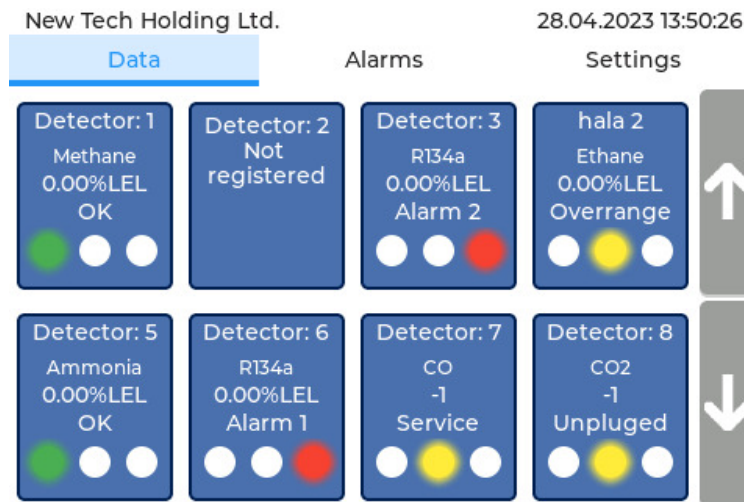 New Tech Holding Ltd.
28.04.2023 13:50:26
Data
Alarms
Settings
Detector: 1
Methane
0.00%LEL
OK
Detector: 2
Not
registered
Detector: 3
R134a
0.00%LEL
Alarm 2
hala 2
Ethane
0.00%LEL
Overrange
Detector: 5
Ammonia
0.00%LEL
OK
Detector: 6
R134a
0.00%LEL
Alarm 1
Detector: 7
CO
-1
Service
Detector: 8
CO2
-1
Unpluged